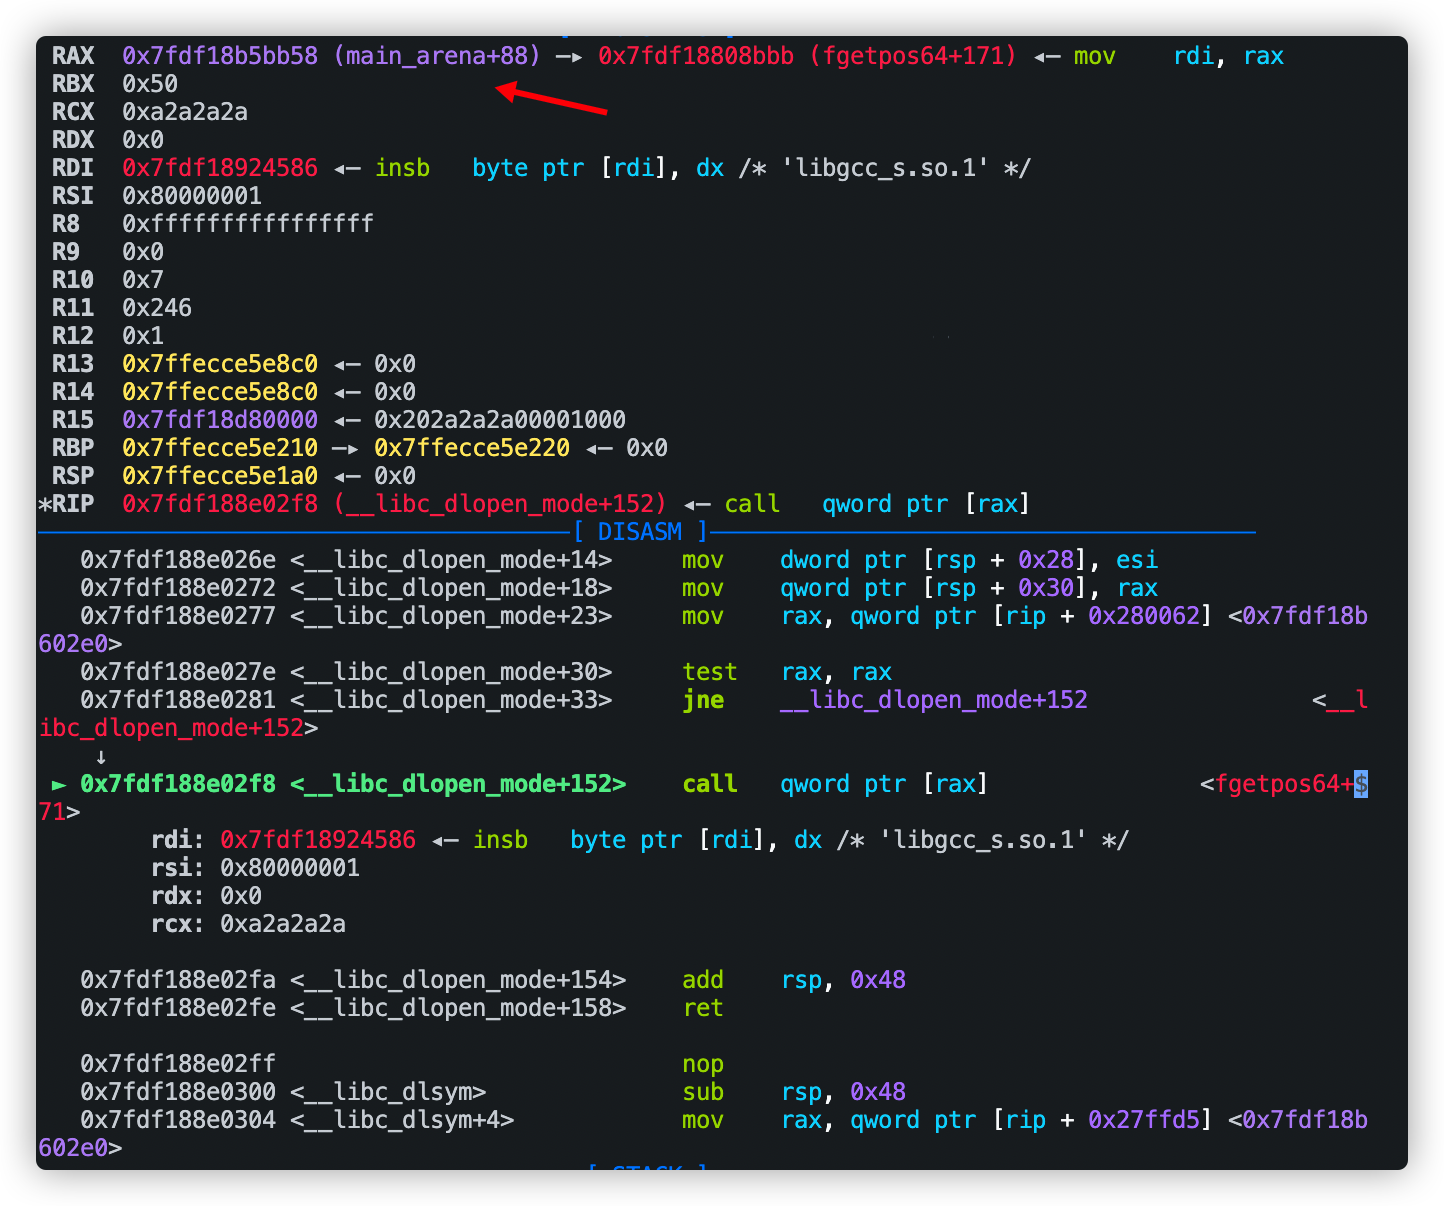 RAX  0x7fdf18b5bb58 (main_arena+88) —▸ 0x7fdf18808bbb (fgetpos64+171) ◂— mov    rdi, rax
RBX  0x50
RCX  0xa2a2a2a
RDX  0x0
RDI  0x7fdf18924586 ◂— insb   byte ptr [rdi], dx /* 'libgcc_s.so.1' */
RSI  0x80000001
R8   0xffffffffffffffff
R9   0x0
R10  0x7
R11  0x246
R12  0x1
R13  0x7ffecce5e8c0 ◂— 0x0
R14  0x7ffecce5e8c0 ◂— 0x0
R15  0x7fdf18d80000 ◂— 0x202a2a2a00001000
RBP  0x7ffecce5e210 —▸ 0x7ffecce5e220 ◂— 0x0
RSP  0x7ffecce5e1a0 ◂— 0x0
*RIP  0x7fdf188e02f8 (__libc_dlopen_mode+152) ◂— call   qword ptr [rax]
[ DISASM ]
0x7fdf188e026e <__libc_dlopen_mode+14>     mov    dword ptr [rsp + 0x28], esi
0x7fdf188e0272 <__libc_dlopen_mode+18>     mov    qword ptr [rsp + 0x30], rax
0x7fdf188e0277 <__libc_dlopen_mode+23>     mov    rax, qword ptr [rip + 0x280062] <0x7fdf18b
602e0>
0x7fdf188e027e <__libc_dlopen_mode+30>     test   rax, rax
0x7fdf188e0281 <__libc_dlopen_mode+33>     jne    __libc_dlopen_mode+152                <__l
ibc_dlopen_mode+152>
↓
► 0x7fdf188e02f8 <__libc_dlopen_mode+152>    call   qword ptr [rax]               <fgetpos64+$
71>
rdi: 0x7fdf18924586 ◂— insb   byte ptr [rdi], dx /* 'libgcc_s.so.1' */
rsi: 0x80000001
rdx: 0x0
rcx: 0xa2a2a2a
0x7fdf188e02fa <__libc_dlopen_mode+154>    add    rsp, 0x48
0x7fdf188e02fe <__libc_dlopen_mode+158>    ret
0x7fdf188e02ff                             nop
0x7fdf188e0300 <__libc_dlsym>              sub    rsp, 0x48
0x7fdf188e0304 <__libc_dlsym+4>            mov    rax, qword ptr [rip + 0x27ffd5] <0x7fdf18b
602e0>
[ STACK ]